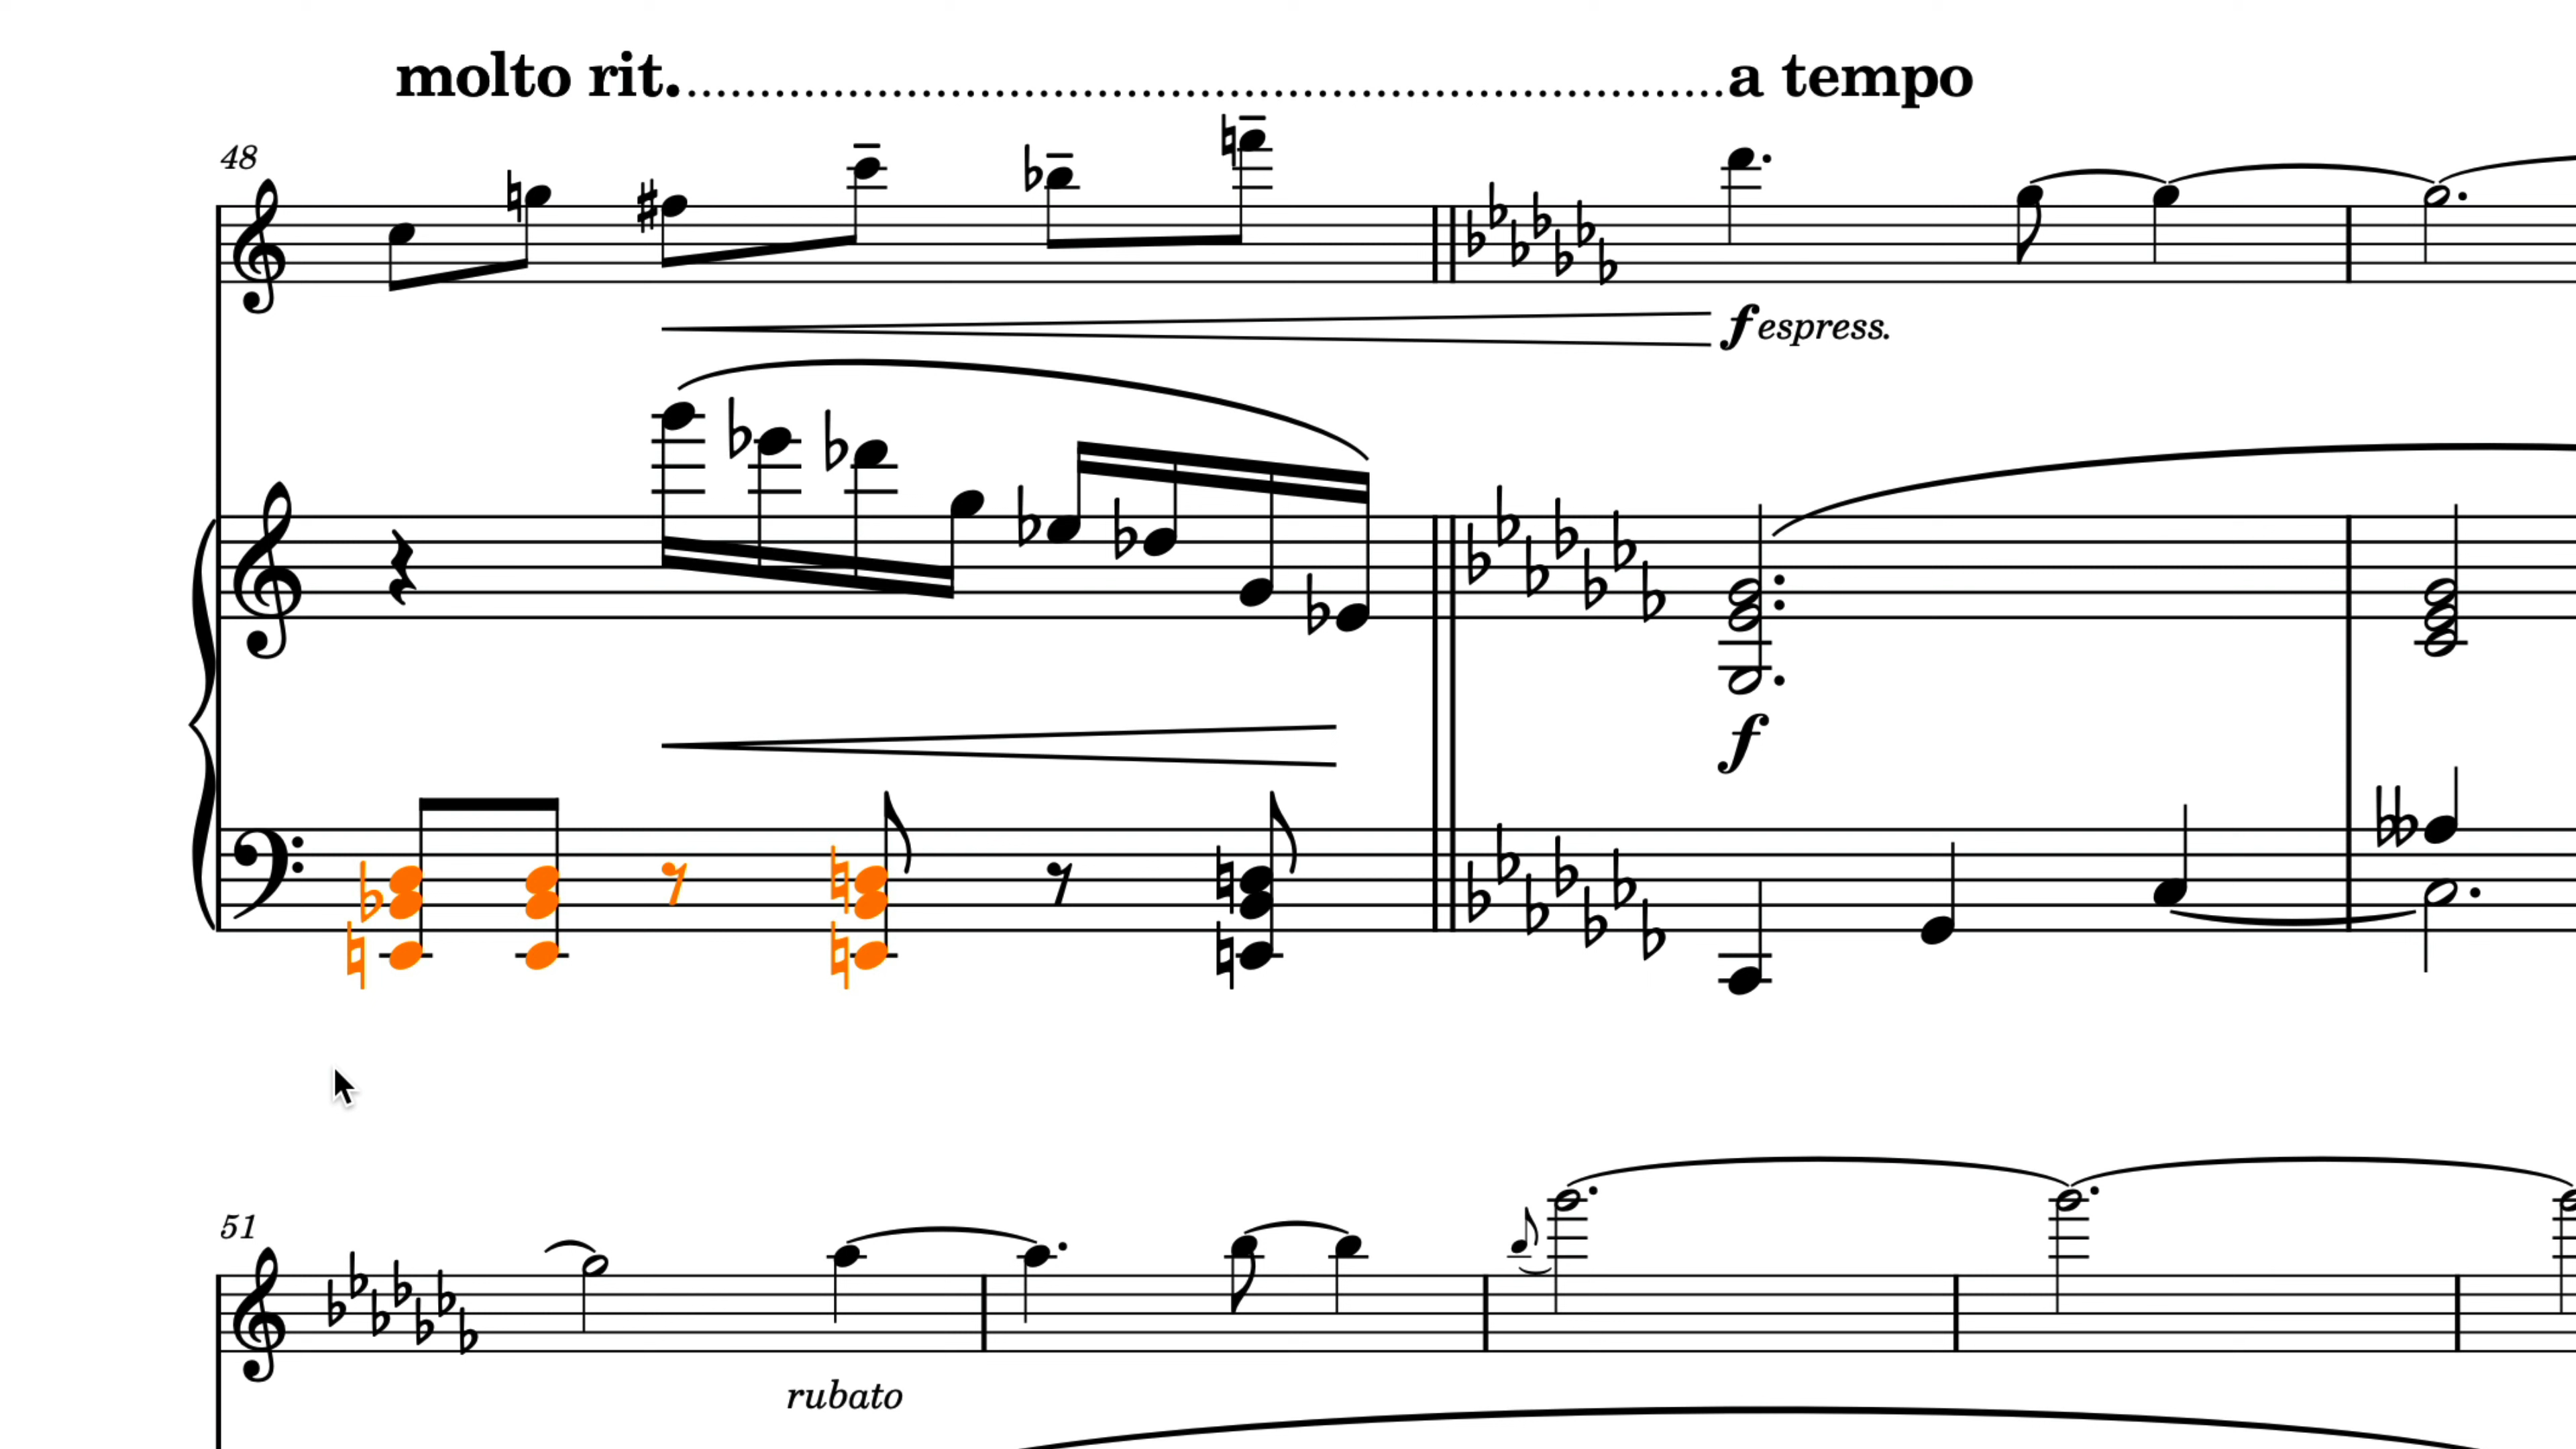 molto rit. a tempo
48
f espress.
f
51
rubato